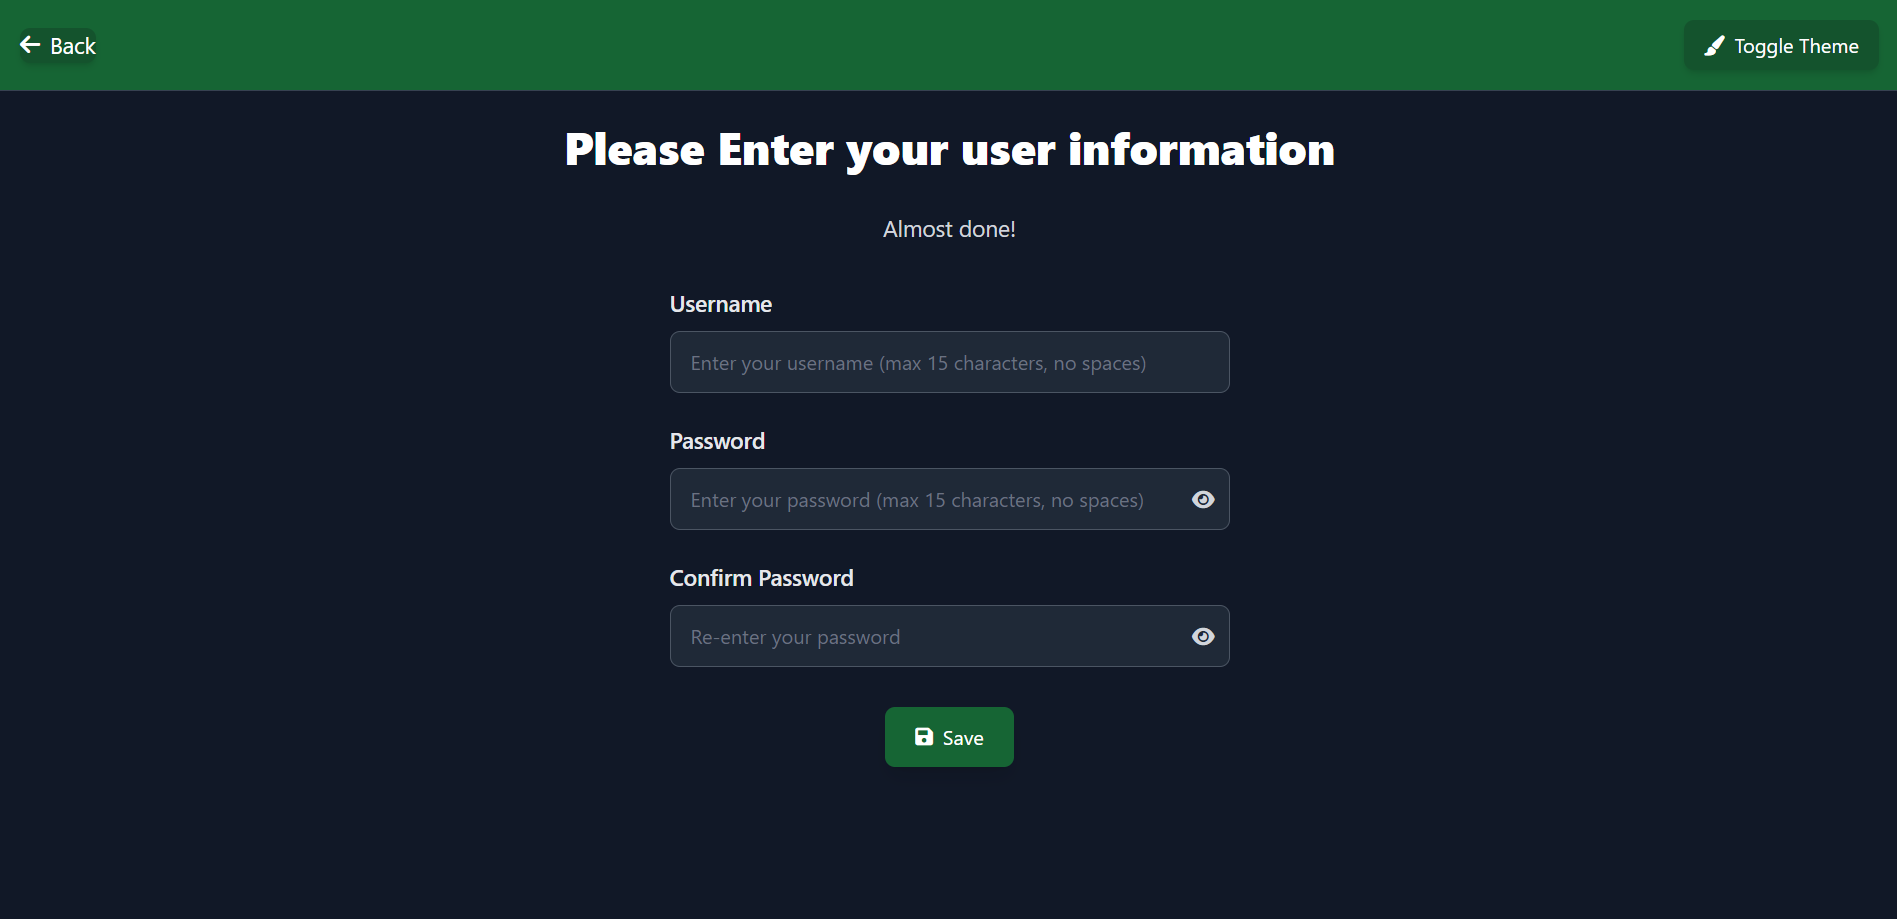 Back
Toggle Theme
Please Enter your user information
Almost done!
Username
Enter your username (max 15 characters, no spaces)
Password
Enter your password (max 15 characters, no spaces)
Confirm Password
Re-enter your password
Save